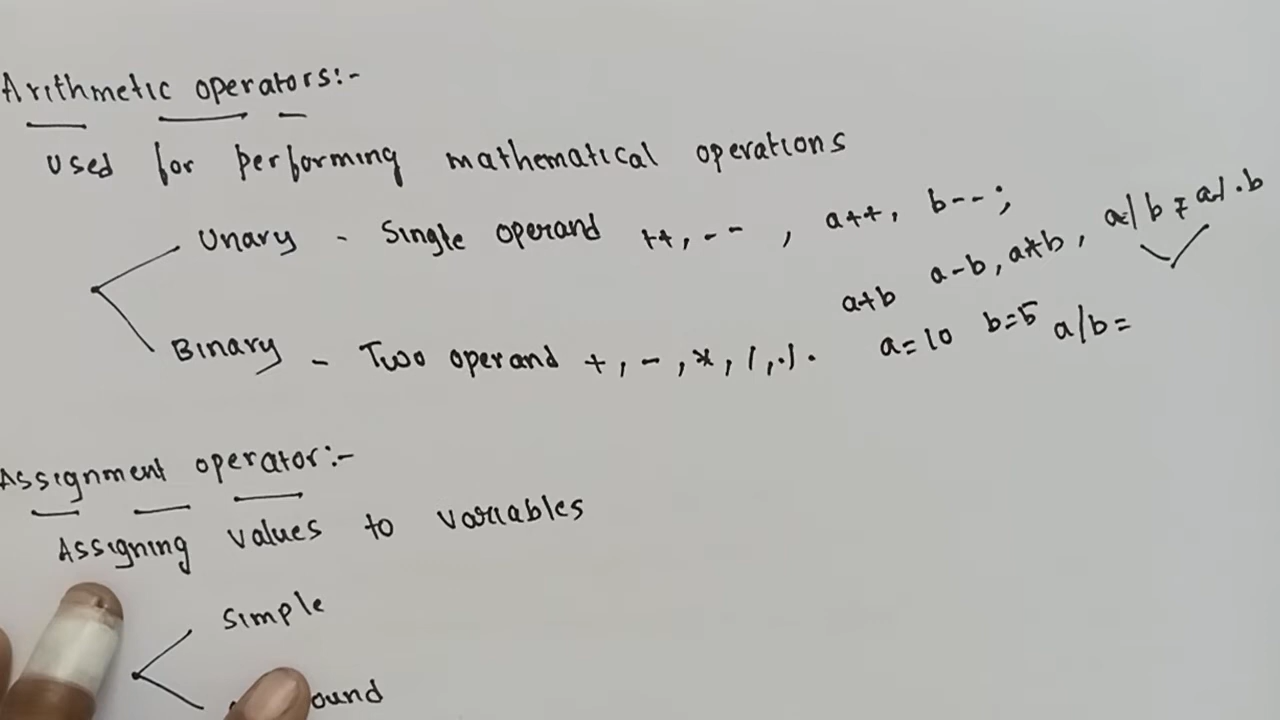 Arithmetic operators:-
Used for performing mathematical operations
Unary - Single operand ++, -- , a++, b--;
a+b a-b, a*b, a/b ≠ a%b
Binary - Two operand +, -, *, /, %. a=10 b=5 a/b=
Assignment operator:-
Assigning values to variables
Simple
ound